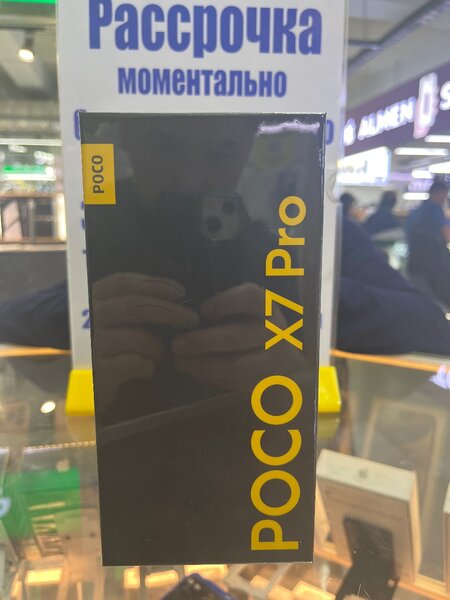 Рассрочка
моментально
POCO
POCO X7 Pro
ALMEN S